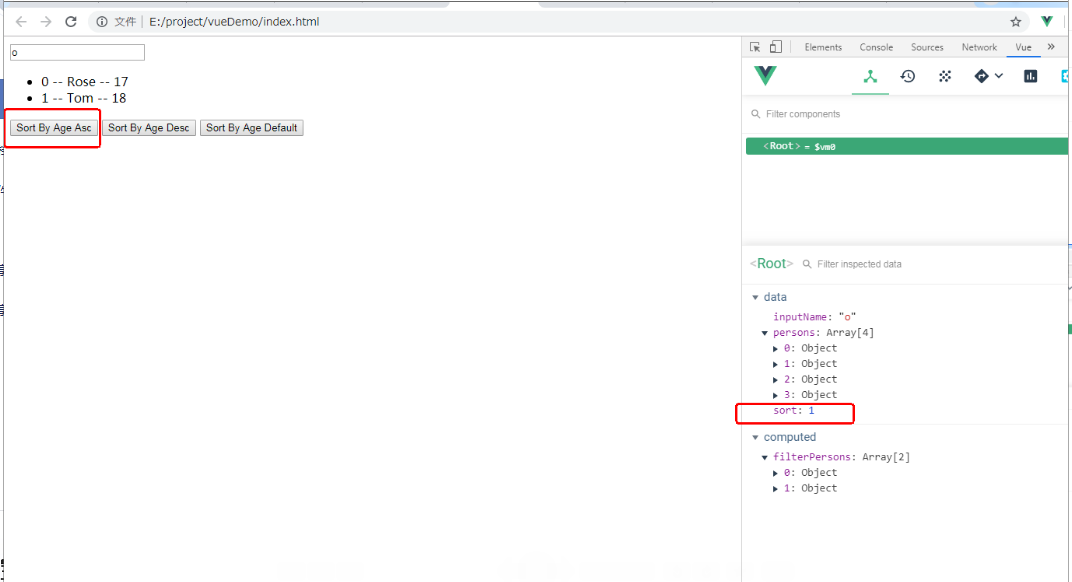 文件 E:/project/vueDemo/index.html
o
0 -- Rose -- 17
1 -- Tom -- 18
Sort By Age Asc Sort By Age Desc Sort By Age Default
Elements Console Sources Network Vue »
Filter components
<Root> = $vm0
<Root> Filter inspected data
data
inputName: "o"
persons: Array[4]
0: Object
1: Object
2: Object
3: Object
sort: 1
computed
filterPersons: Array[2]
0: Object
1: Object